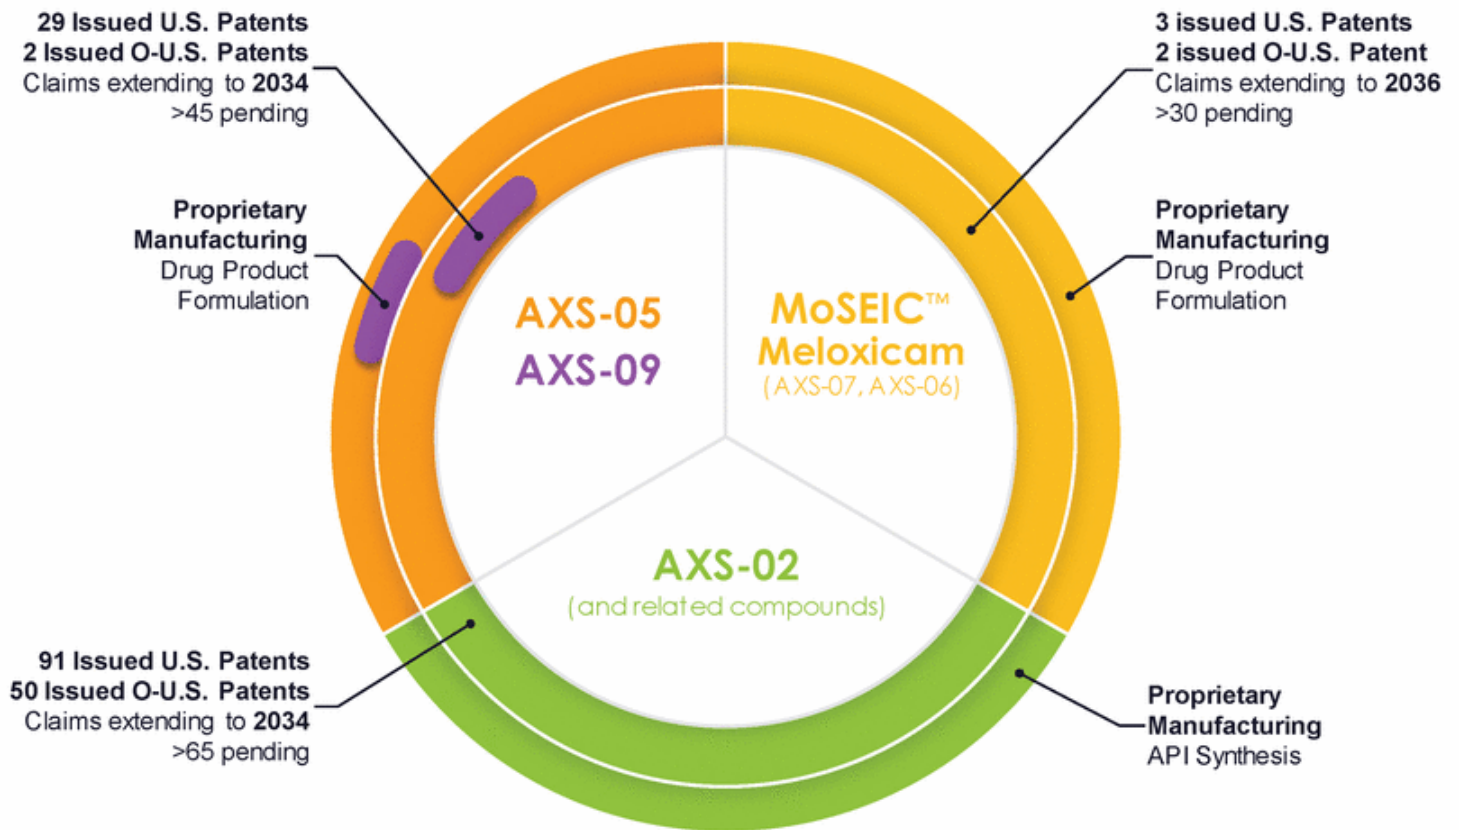 29 Issued U.S. Patents
2 Issued O-U.S. Patents
Claims extending to 2034
>45 pending
3 issued U.S. Patents
2 issued O-U.S. Patent
Claims extending to 2036
>30 pending
Proprietary
Manufacturing
Drug Product
Formulation
Proprietary
Manufacturing
Drug Product
Formulation
AXS-05
AXS-09
MoSEIC™
Meloxicam
(AXS-07, AXS-06)
AXS-02
(and related compounds)
91 Issued U.S. Patents
50 Issued O-U.S. Patents
Claims extending to 2034
>65 pending
Proprietary
Manufacturing
API Synthesis